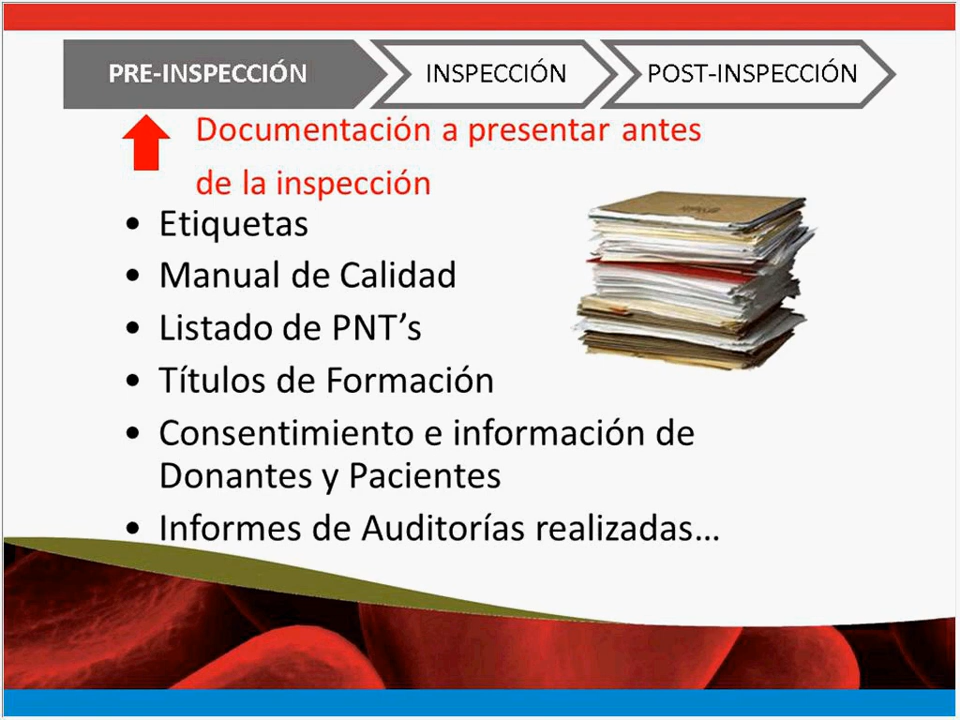 PRE-INSPECCIÓN INSPECCIÓN POST-INSPECCIÓN
Documentación a presentar antes
de la inspección
• Etiquetas
• Manual de Calidad
• Listado de PNT’s
• Títulos de Formación
• Consentimiento e información de
Donantes y Pacientes
• Informes de Auditorías realizadas…